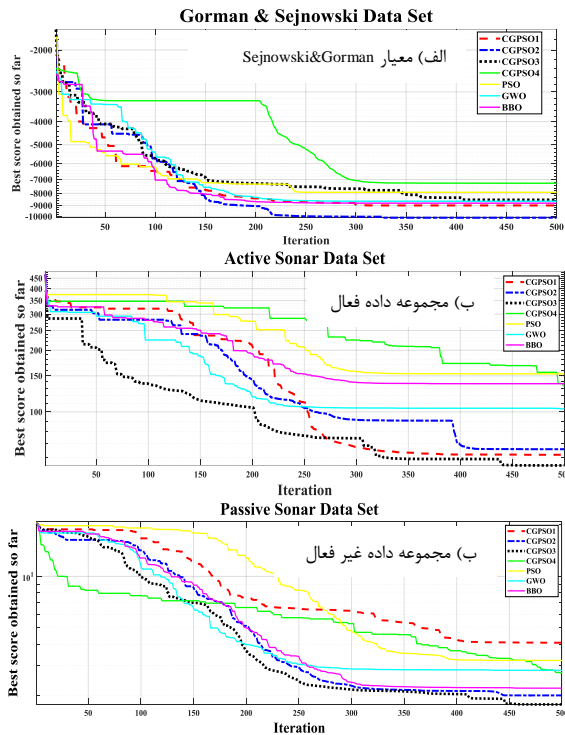 Gorman & Sejnowski Data Set
الف) معیار Sejnowski&Gorman
CGPSO1
CGPSO2
CGPSO3
CGPSO4
PSO
GWO
BBO
Best score obtained so far
-2000
-3000
-4000
-5000
-6000
-7000
-8000
-9000
-10000
50 100 150 200 250 300 350 400 450 500
Iteration
Active Sonar Data Set
ب) مجموعه داده فعال
CGPSO1
CGPSO2
CGPSO3
CGPSO4
PSO
GWO
BBO
Best score obtained so far
450
400
350
300
250
200
150
100
50 100 150 200 250 300 350 400 450 500
Iteration
Passive Sonar Data Set
ب) مجموعه داده غیر فعال
CGPSO1
CGPSO2
CGPSO3
CGPSO4
PSO
GWO
BBO
Best score obtained so far
10¹
50 100 150 200 250 300 350 400 450 500
Iteration